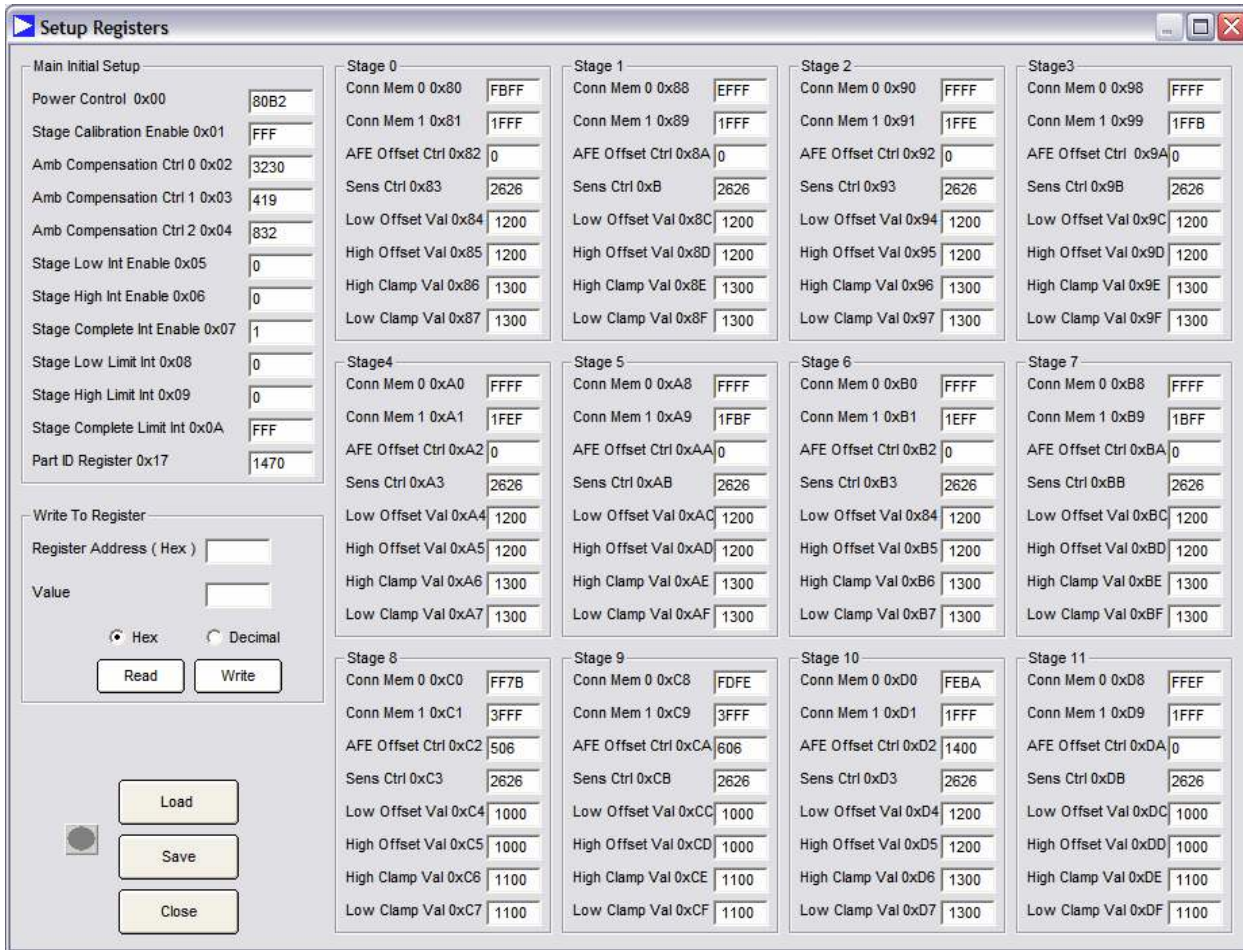 Setup Registers
Main Initial Setup
Power Control 0x00 80B2
Stage Calibration Enable 0x01 FFF
Amb Compensation Ctrl 0 0x02 3230
Amb Compensation Ctrl 1 0x03 419
Amb Compensation Ctrl 2 0x04 832
Stage Low Int Enable 0x05 0
Stage High Int Enable 0x06 0
Stage Complete Int Enable 0x07 1
Stage Low Limit Int 0x08 0
Stage High Limit Int 0x09 0
Stage Complete Limit Int 0x0A FFF
Part ID Register 0x17 1470
Write To Register
Register Address ( Hex )
Value
Hex Decimal
Read Write
Load
Save
Close
Stage 0
Conn Mem 0 0x80 FBFF
Conn Mem 1 0x81 1FFF
AFE Offset Ctrl 0x82 0
Sens Ctrl 0x83 2626
Low Offset Val 0x84 1200
High Offset Val 0x85 1200
High Clamp Val 0x86 1300
Low Clamp Val 0x87 1300
Stage 1
Conn Mem 0 0x88 EFFF
Conn Mem 1 0x89 1FFF
AFE Offset Ctrl 0x8A 0
Sens Ctrl 0xB 2626
Low Offset Val 0x8C 1200
High Offset Val 0x8D 1200
High Clamp Val 0x8E 1300
Low Clamp Val 0x8F 1300
Stage 2
Conn Mem 0 0x90 FFFF
Conn Mem 1 0x91 1FFE
AFE Offset Ctrl 0x92 0
Sens Ctrl 0x93 2626
Low Offset Val 0x94 1200
High Offset Val 0x95 1200
High Clamp Val 0x96 1300
Low Clamp Val 0x97 1300
Stage3
Conn Mem 0 0x98 FFFF
Conn Mem 1 0x99 1FFB
AFE Offset Ctrl 0x9A 0
Sens Ctrl 0x9B 2626
Low Offset Val 0x9C 1200
High Offset Val 0x9D 1200
High Clamp Val 0x9E 1300
Low Clamp Val 0x9F 1300
Stage4
Conn Mem 0 0xA0 FFFF
Conn Mem 1 0xA1 1FEF
AFE Offset Ctrl 0xA2 0
Sens Ctrl 0xA3 2626
Low Offset Val 0xA4 1200
High Offset Val 0xA5 1200
High Clamp Val 0xA6 1300
Low Clamp Val 0xA7 1300
Stage 5
Conn Mem 0 0xA8 FFFF
Conn Mem 1 0xA9 1FBF
AFE Offset Ctrl 0xAA 0
Sens Ctrl 0xAB 2626
Low Offset Val 0xAC 1200
High Offset Val 0xAD 1200
High Clamp Val 0xAE 1300
Low Clamp Val 0xAF 1300
Stage 6
Conn Mem 0 0xB0 FFFF
Conn Mem 1 0xB1 1EFF
AFE Offset Ctrl 0xB2 0
Sens Ctrl 0xB3 2626
Low Offset Val 0x84 1200
High Offset Val 0xB5 1200
High Clamp Val 0xB6 1300
Low Clamp Val 0xB7 1300
Stage 7
Conn Mem 0 0xB8 FFFF
Conn Mem 1 0xB9 1BFF
AFE Offset Ctrl 0xBA 0
Sens Ctrl 0xBB 2626
Low Offset Val 0xBC 1200
High Offset Val 0xBD 1200
High Clamp Val 0xBE 1300
Low Clamp Val 0xBF 1300
Stage 8
Conn Mem 0 0xC0 FF7B
Conn Mem 1 0xC1 3FFF
AFE Offset Ctrl 0xC2 506
Sens Ctrl 0xC3 2626
Low Offset Val 0xC4 1000
High Offset Val 0xC5 1000
High Clamp Val 0xC6 1100
Low Clamp Val 0xC7 1100
Stage 9
Conn Mem 0 0xC8 FDFE
Conn Mem 1 0xC9 3FFF
AFE Offset Ctrl 0xCA 606
Sens Ctrl 0xCB 2626
Low Offset Val 0xCC 1000
High Offset Val 0xCD 1000
High Clamp Val 0xCE 1100
Low Clamp Val 0xCF 1100
Stage 10
Conn Mem 0 0xD0 FEBA
Conn Mem 1 0xD1 1FFF
AFE Offset Ctrl 0xD2 1400
Sens Ctrl 0xD3 2626
Low Offset Val 0xD4 1200
High Offset Val 0xD5 1200
High Clamp Val 0xD6 1300
Low Clamp Val 0xD7 1300
Stage 11
Conn Mem 0 0xD8 FFEF
Conn Mem 1 0xD9 1FFF
AFE Offset Ctrl 0xDA 0
Sens Ctrl 0xDB 2626
Low Offset Val 0xDC 1000
High Offset Val 0xDD 1000
High Clamp Val 0xDE 1100
Low Clamp Val 0xDF 1100